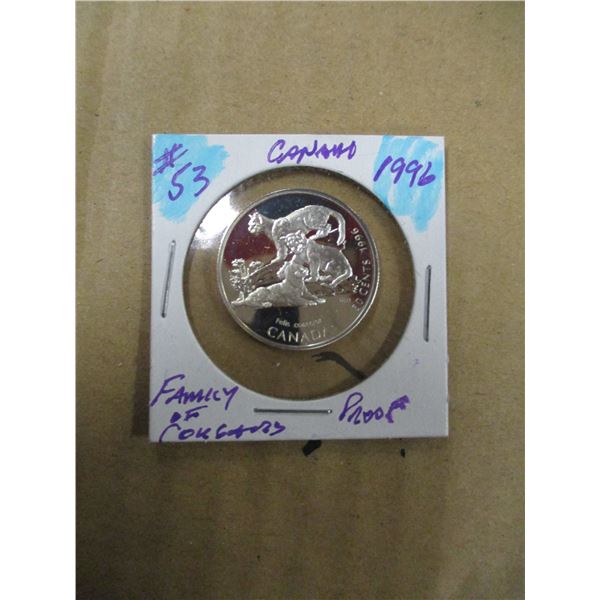 #53
CANADA
1996
1996
50 CENTS
Felis concolor
CANADA
FAMILY
OF
COUGARS
PROOF